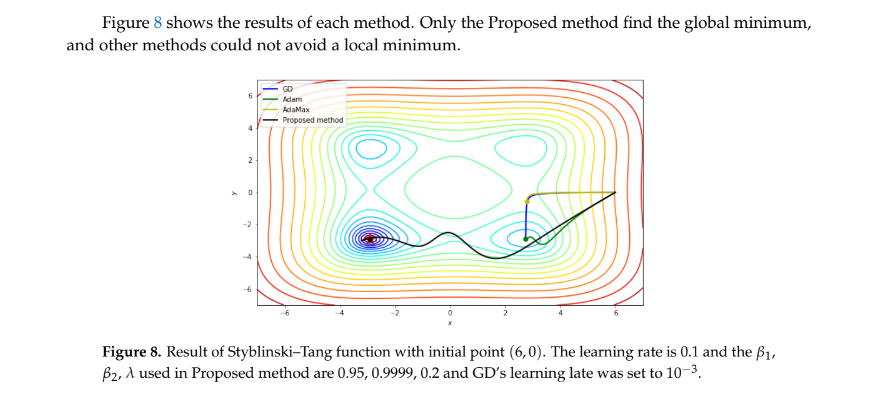 Figure 8 shows the results of each method. Only the Proposed method find the global minimum,
and other methods could not avoid a local minimum.
GD
Adam
AdaMax
Proposed method
6
4
2
0
−2
−4
−6
y
−6 −4 −2 0 2 4 6
x
Figure 8. Result of Styblinski–Tang function with initial point (6, 0). The learning rate is 0.1 and the β₁,
β₂, λ used in Proposed method are 0.95, 0.9999, 0.2 and GD's learning late was set to 10⁻³.